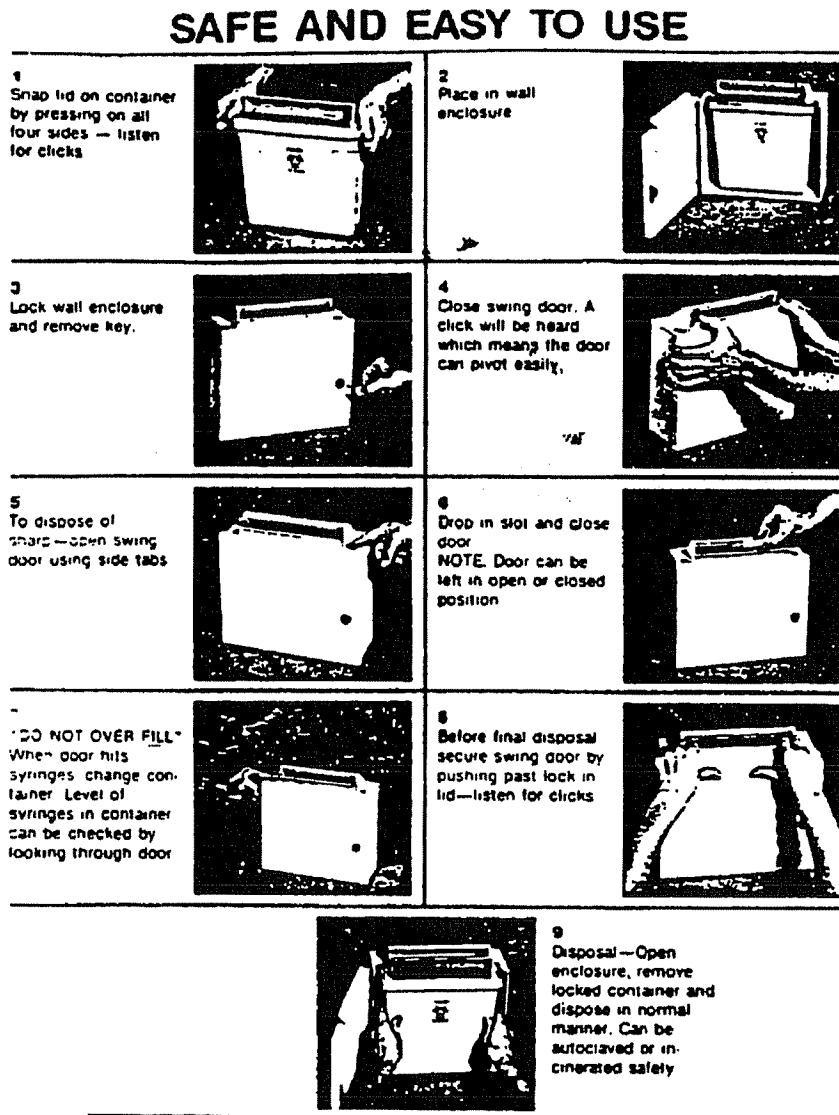 SAFE AND EASY TO USE
1
Snap lid on container
by pressing on all
four sides — listen
for clicks
2
Place in wall
enclosure
3
Lock wall enclosure
and remove key.
4
Close swing door. A
click will be heard
which means the door
can pivot easily.
5
To dispose of
sharp—open swing
door using side tabs
6
Drop in slot and close
door
NOTE. Door can be
left in open or closed
position
"DO NOT OVER FILL"
When door hits
syringes change con-
tainer Level of
syringes in container
can be checked by
looking through door
8
Before final disposal
secure swing door by
pushing past lock in
lid—listen for clicks
9
Disposal—Open
enclosure, remove
locked container and
dispose in normal
manner. Can be
autoclaved or in-
cinerated safely